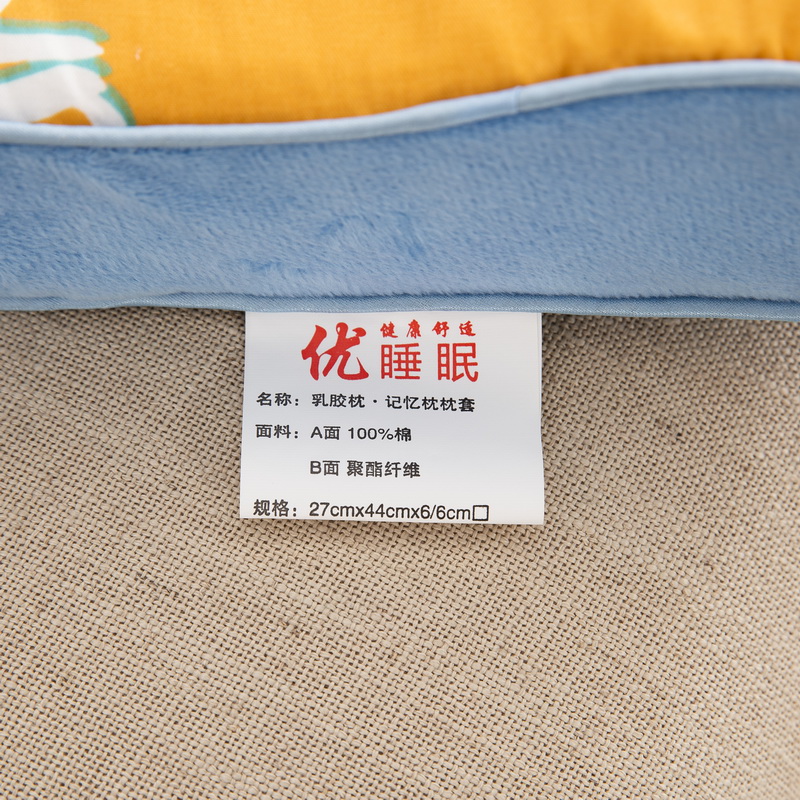 健康舒适
优睡眠
名称：乳胶枕·记忆枕枕套
面料：A面 100%棉
B面 聚酯纤维
规格：27cmx44cmx6/6cm□